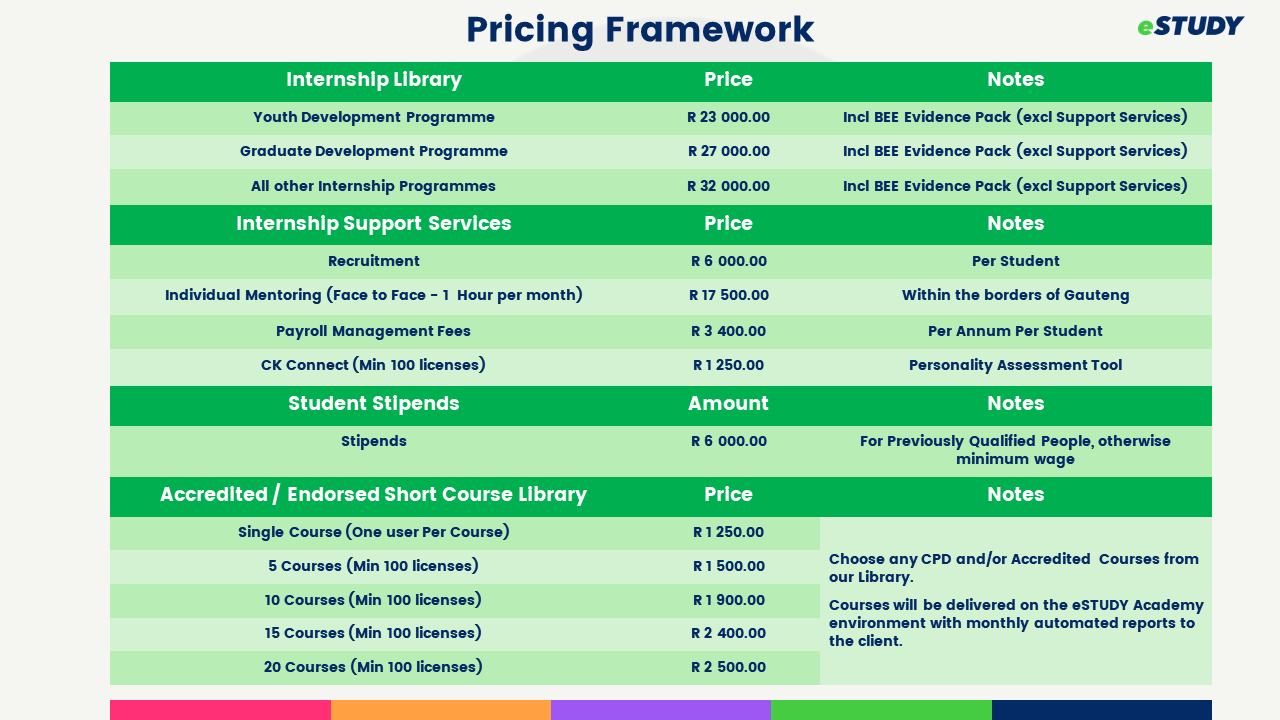 Pricing Framework
eSTUDY
Internship Library Price Notes
Youth Development Programme R 23 000.00 Incl BEE Evidence Pack (excl Support Services)
Graduate Development Programme R 27 000.00 Incl BEE Evidence Pack (excl Support Services)
All other Internship Programmes R 32 000.00 Incl BEE Evidence Pack (excl Support Services)
Internship Support Services Price Notes
Recruitment R 6 000.00 Per Student
Individual Mentoring (Face to Face - 1 Hour per month) R 17 500.00 Within the borders of Gauteng
Payroll Management Fees R 3 400.00 Per Annum Per Student
CK Connect (Min 100 licenses) R 1 250.00 Personality Assessment Tool
Student Stipends Amount Notes
Stipends R 6 000.00 For Previously Qualified People, otherwise
minimum wage
Accredited / Endorsed Short Course Library Price Notes
Single Course (One user Per Course) R 1 250.00
5 Courses (Min 100 licenses) R 1 500.00
10 Courses (Min 100 licenses) R 1 900.00
15 Courses (Min 100 licenses) R 2 400.00
20 Courses (Min 100 licenses) R 2 500.00
Choose any CPD and/or Accredited Courses from
our Library.
Courses will be delivered on the eSTUDY Academy
environment with monthly automated reports to
the client.